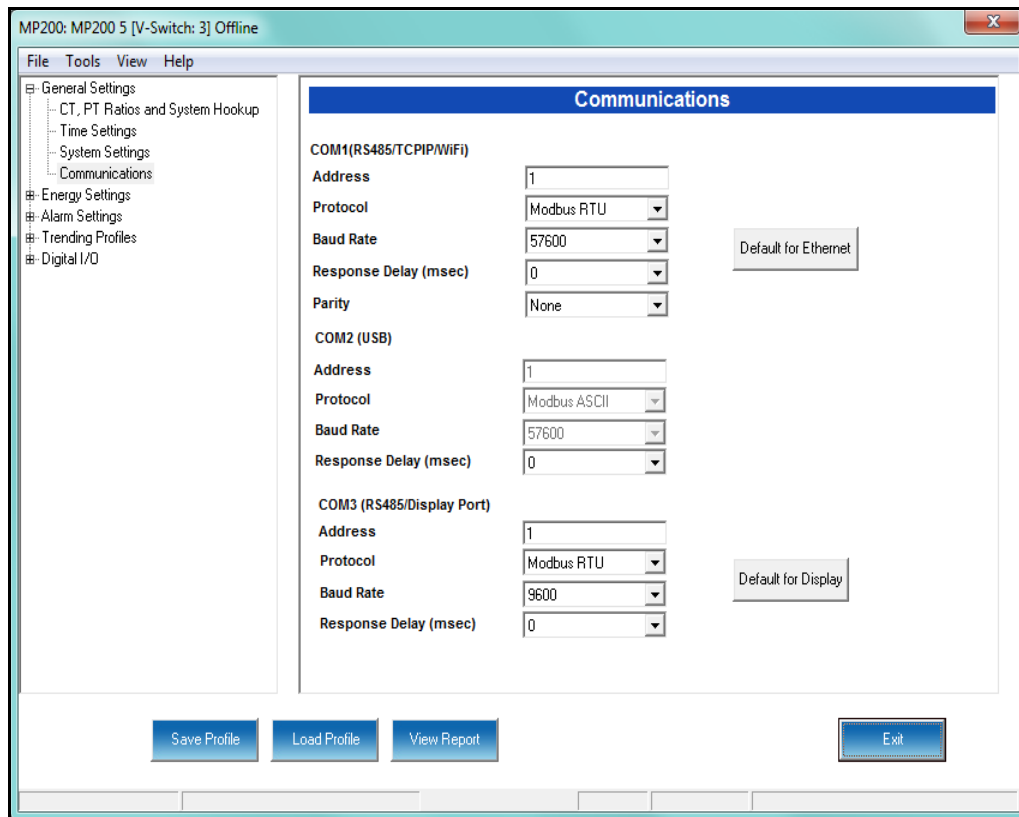 MP200: MP200 5 [V-Switch: 3] Offline
X
File Tools View Help
General Settings
CT, PT Ratios and System Hookup
Time Settings
System Settings
Communications
Energy Settings
Alarm Settings
Trending Profiles
Digital I/O
Communications
COM1(RS485/TCPIP/WiFi)
Address 1
Protocol Modbus RTU
Baud Rate 57600
Default for Ethernet
Response Delay (msec) 0
Parity None
COM2 (USB)
Address 1
Protocol Modbus ASCII
Baud Rate 57600
Response Delay (msec) 0
COM3 (RS485/Display Port)
Address 1
Protocol Modbus RTU
Default for Display
Baud Rate 9600
Response Delay (msec) 0
Save Profile Load Profile View Report Exit